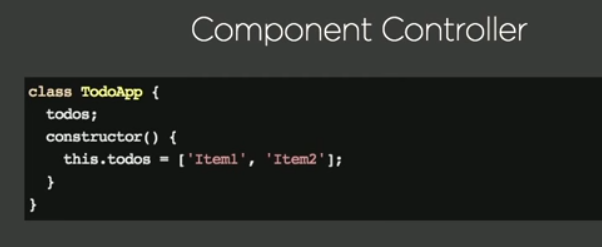 Component Controller
class TodoApp {
  todos;
  constructor() {
    this.todos = ['Item1', 'Item2'];
  }
}